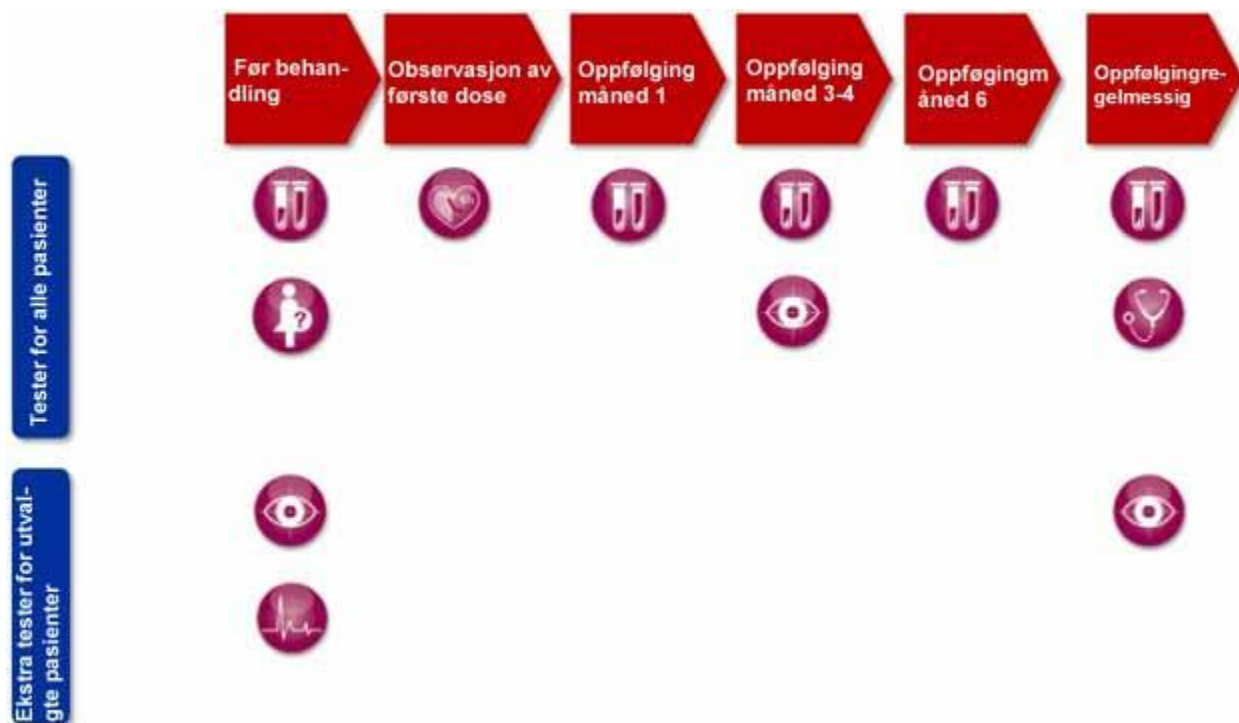 Før behan-
dling
Observasjon av
første dose
Oppfølging
måned 1
Oppfølging
måned 3-4
Oppføgingm
åned 6
Oppfølgingre-
gelmessig
Tester for alle pasienter
?
Ekstra tester for utval-
gte pasienter